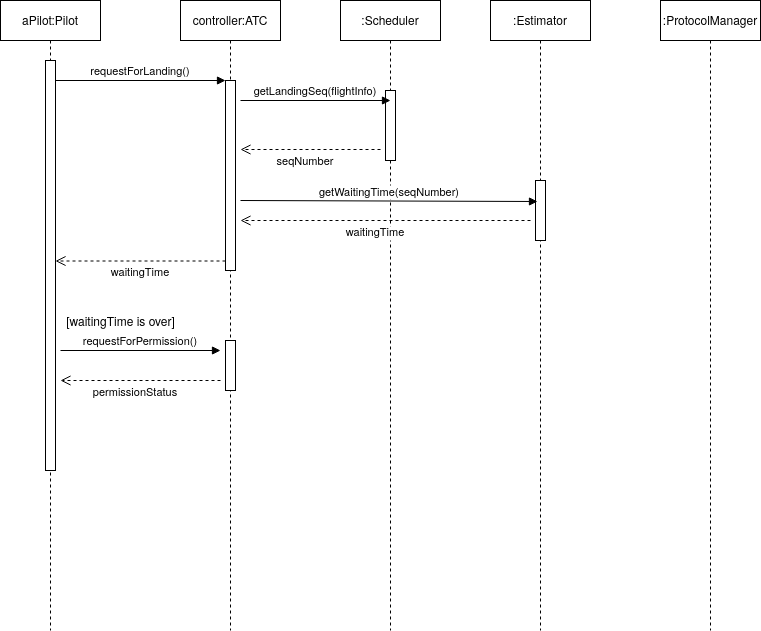 aPilot:Pilot
controller:ATC
:Scheduler
:Estimator
:ProtocolManager
requestForLanding()
getLandingSeq(flightInfo)
seqNumber
getWaitingTime(seqNumber)
waitingTime
waitingTime
[waitingTime is over]
requestForPermission()
permissionStatus